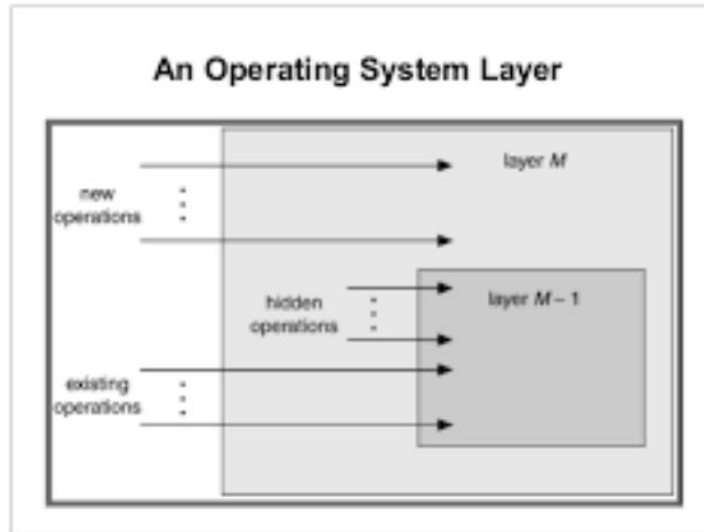 An Operating System Layer
layer M
new
operations
hidden
operations
layer M – 1
existing
operations